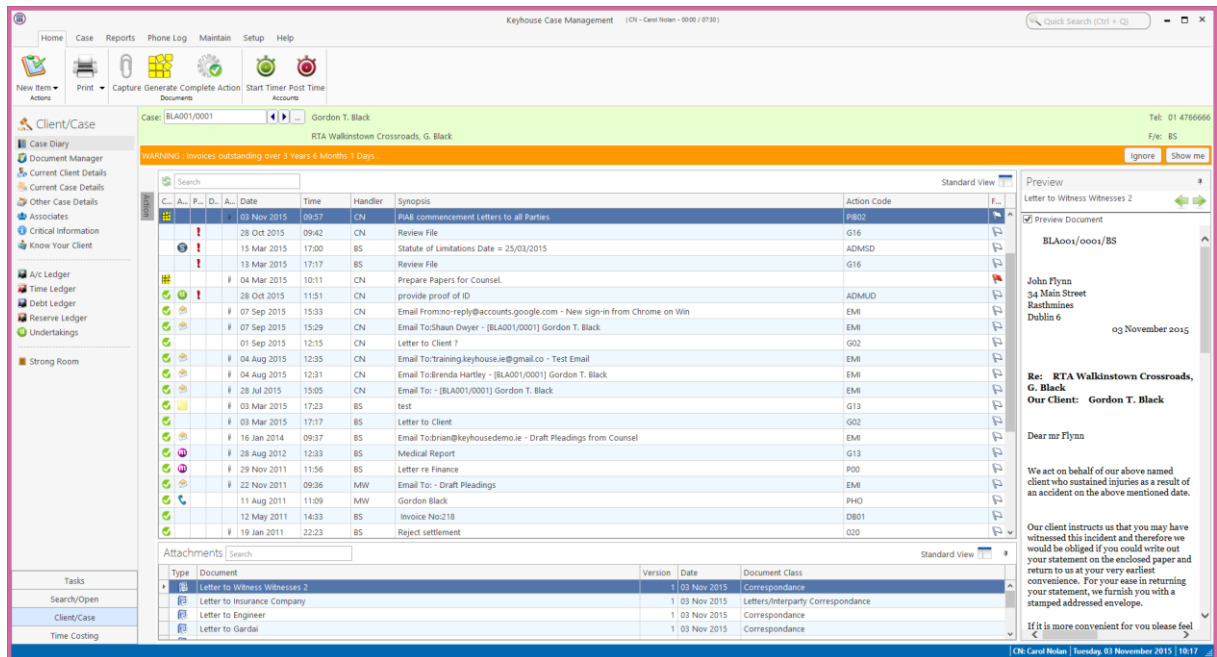 Keyhouse Case Management (CN - Carol Nolan - 00:00 / 07:30)
Quick Search (Ctrl + Q)
Home Case Reports Phone Log Maintain Setup Help
New Item Print Capture Generate Complete Action Start Timer Post Time
Actions Documents Accounts
Client/Case
Case Diary
Document Manager
Current Client Details
Current Case Details
Other Case Details
Associates
Critical Information
Know Your Client
A/c Ledger
Time Ledger
Debt Ledger
Reserve Ledger
Undertakings
Strong Room
Tasks
Search/Open
Client/Case
Time Costing
Case: BLA001/0001 ... Gordon T. Black Tel: 01 4766666
RTA Walkinstown Crossroads, G. Black F/e: BS
WARNING : Invoices outstanding over 3 Years 6 Months 1 Days . Ignore Show me
Action
Search Standard View
C... A... P... D.. A... Date Time Handler Synopsis Action Code F...
03 Nov 2015 09:57 CN PIAB commencement Letters to all Parties PIB02
28 Oct 2015 09:42 CN Review File G16
15 Mar 2015 17:00 BS Statute of Limitations Date = 25/03/2015 ADMSD
13 Mar 2015 17:17 BS Review File G16
04 Mar 2015 10:11 CN Prepare Papers for Counsel.
28 Oct 2015 11:51 CN provide proof of ID ADMUD
07 Sep 2015 15:33 CN Email From:no-reply@accounts.google.com - New sign-in from Chrome on Win EMI
07 Sep 2015 15:29 CN Email To:Shaun Dwyer - [BLA001/0001] Gordon T. Black EMI
01 Sep 2015 12:15 CN Letter to Client ? G02
04 Aug 2015 12:35 CN Email To:'training.keyhouse.ie@gmail.co - Test Email EMI
04 Aug 2015 12:31 CN Email To:Brenda Hartley - [BLA001/0001] Gordon T. Black EMI
28 Jul 2015 15:05 CN Email To: - [BLA001/0001] Gordon T. Black EMI
03 Mar 2015 17:23 BS test G13
03 Mar 2015 17:17 BS Letter to Client G02
16 Jan 2014 09:37 BS Email To:brian@keyhousedemo.ie - Draft Pleadings from Counsel EMI
28 Aug 2012 12:33 BS Medical Report G13
29 Nov 2011 11:56 BS Letter re Finance P00
22 Nov 2011 09:36 MW Email To: - Draft Pleadings EMI
11 Aug 2011 11:09 MW Gordon Black PHO
12 May 2011 14:33 BS Invoice No:218 DB01
19 Jan 2011 22:23 BS Reject settlement 020
Attachments Search Standard View
Type Document Version Date Document Class
Letter to Witness Witnesses 2 1 03 Nov 2015 Correspondance
Letter to Insurance Company 1 03 Nov 2015 Letters/Interparty Correspondance
Letter to Engineer 1 03 Nov 2015 Correspondance
Letter to Gardai 1 03 Nov 2015 Correspondance
Preview
Letter to Witness Witnesses 2
Preview Document
BLA001/0001/BS
John Flynn
34 Main Street
Rasthmines
Dublin 6
03 November 2015
Re: RTA Walkinstown Crossroads,
G. Black
Our Client: Gordon T. Black
Dear mr Flynn
We act on behalf of our above named
client who sustained injuries as a result of
an accident on the above mentioned date.
Our client instructs us that you may have
witnessed this incident and therefore we
would be obliged if you could write out
your statement on the enclosed paper and
return to us at your very earliest
convenience. For your ease in returning
your statement, we furnish you with a
stamped addressed envelope.
If it is more convenient for you please feel
CN: Carol Nolan Tuesday, 03 November 2015 10:17